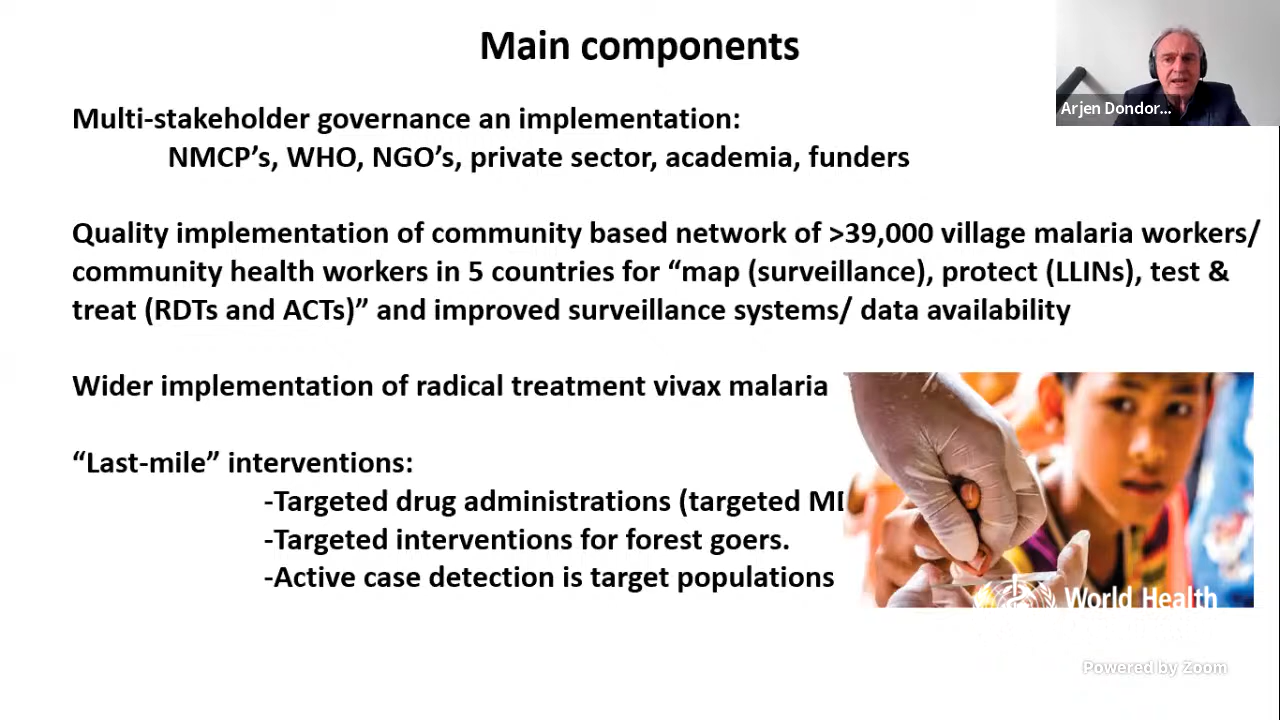 Main components
Arjen Dondor...
Multi-stakeholder governance an implementation:
NMCP's, WHO, NGO's, private sector, academia, funders
Quality implementation of community based network of >39,000 village malaria workers/
community health workers in 5 countries for “map (surveillance), protect (LLINs), test &
treat (RDTs and ACTs)” and improved surveillance systems/ data availability
Wider implementation of radical treatment vivax malaria
“Last-mile” interventions:
-Targeted drug administrations (targeted
-Targeted interventions for forest goers.
-Active case detection is target populations
World Health
Powered by Zoom